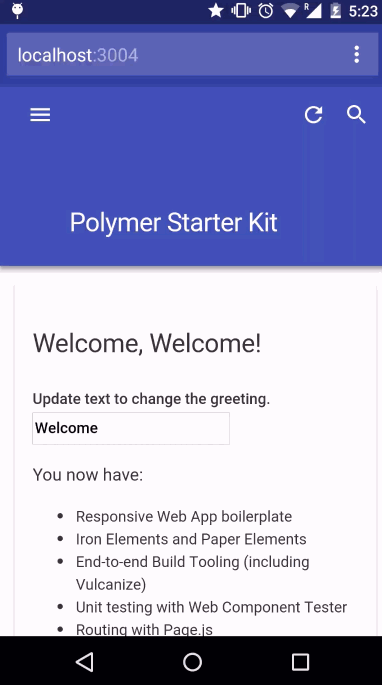 R
5:23
localhost:3004
Polymer Starter Kit
Welcome, Welcome!
Update text to change the greeting.
Welcome
You now have:
• Responsive Web App boilerplate
• Iron Elements and Paper Elements
• End-to-end Build Tooling (including
Vulcanize)
• Unit testing with Web Component Tester
• Routing with Page.js